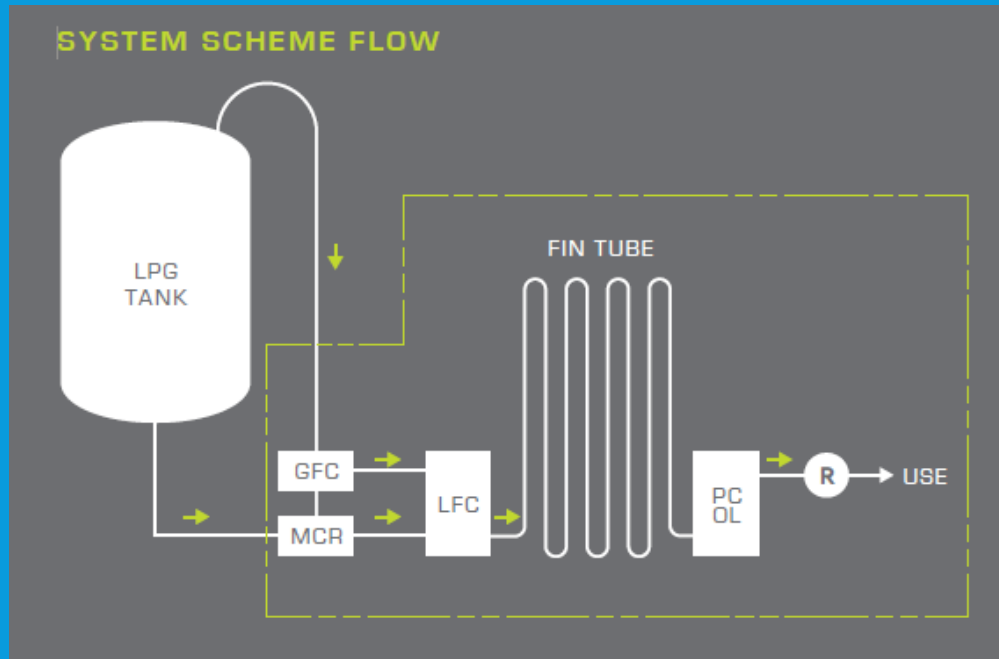 SYSTEM SCHEME FLOW
LPG
TANK
FIN TUBE
GFC
MCR
LFC
PC
OL
R
USE